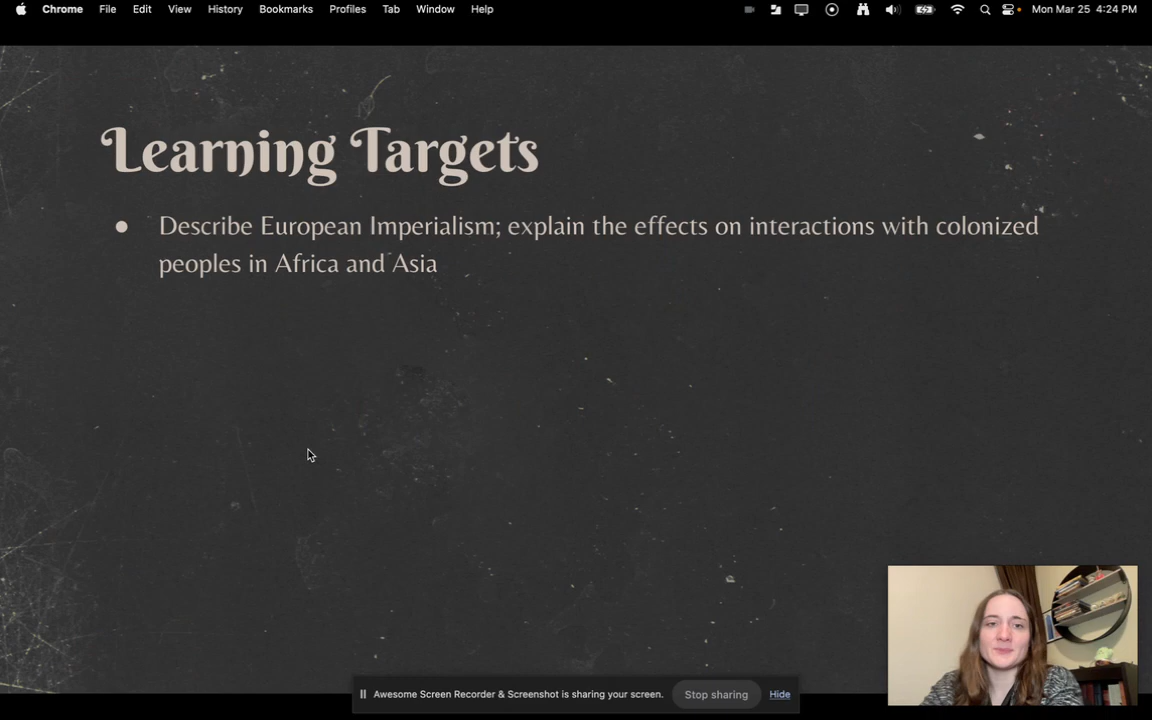 Chrome File Edit View History Bookmarks Profiles Tab Window Help Mon Mar 25 4:24 PM
Learning Targets
● Describe European Imperialism; explain the effects on interactions with colonized
peoples in Africa and Asia
Awesome Screen Recorder & Screenshot is sharing your screen. Stop sharing Hide